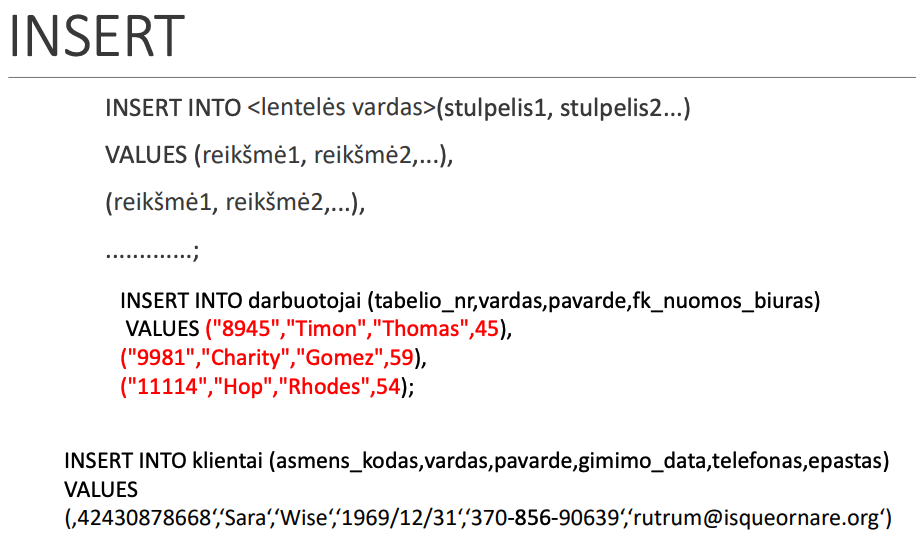 INSERT
INSERT INTO <lentelės vardas>(stulpelis1, stulpelis2...)
VALUES (reikšmė1, reikšmė2,...),
(reikšmė1, reikšmė2,...),
.............;
INSERT INTO darbuotojai (tabelio_nr,vardas,pavarde,fk_nuomos_biuras)
VALUES ("8945","Timon","Thomas",45),
("9981","Charity","Gomez",59),
("11114","Hop","Rhodes",54);
INSERT INTO klientai (asmens_kodas,vardas,pavarde,gimimo_data,telefonas,epastas)
VALUES
(‚42430878668‘,‘Sara‘,‘Wise‘,‘1969/12/31‘,‘370-856-90639‘,‘rutrum@isqueornare.org‘)